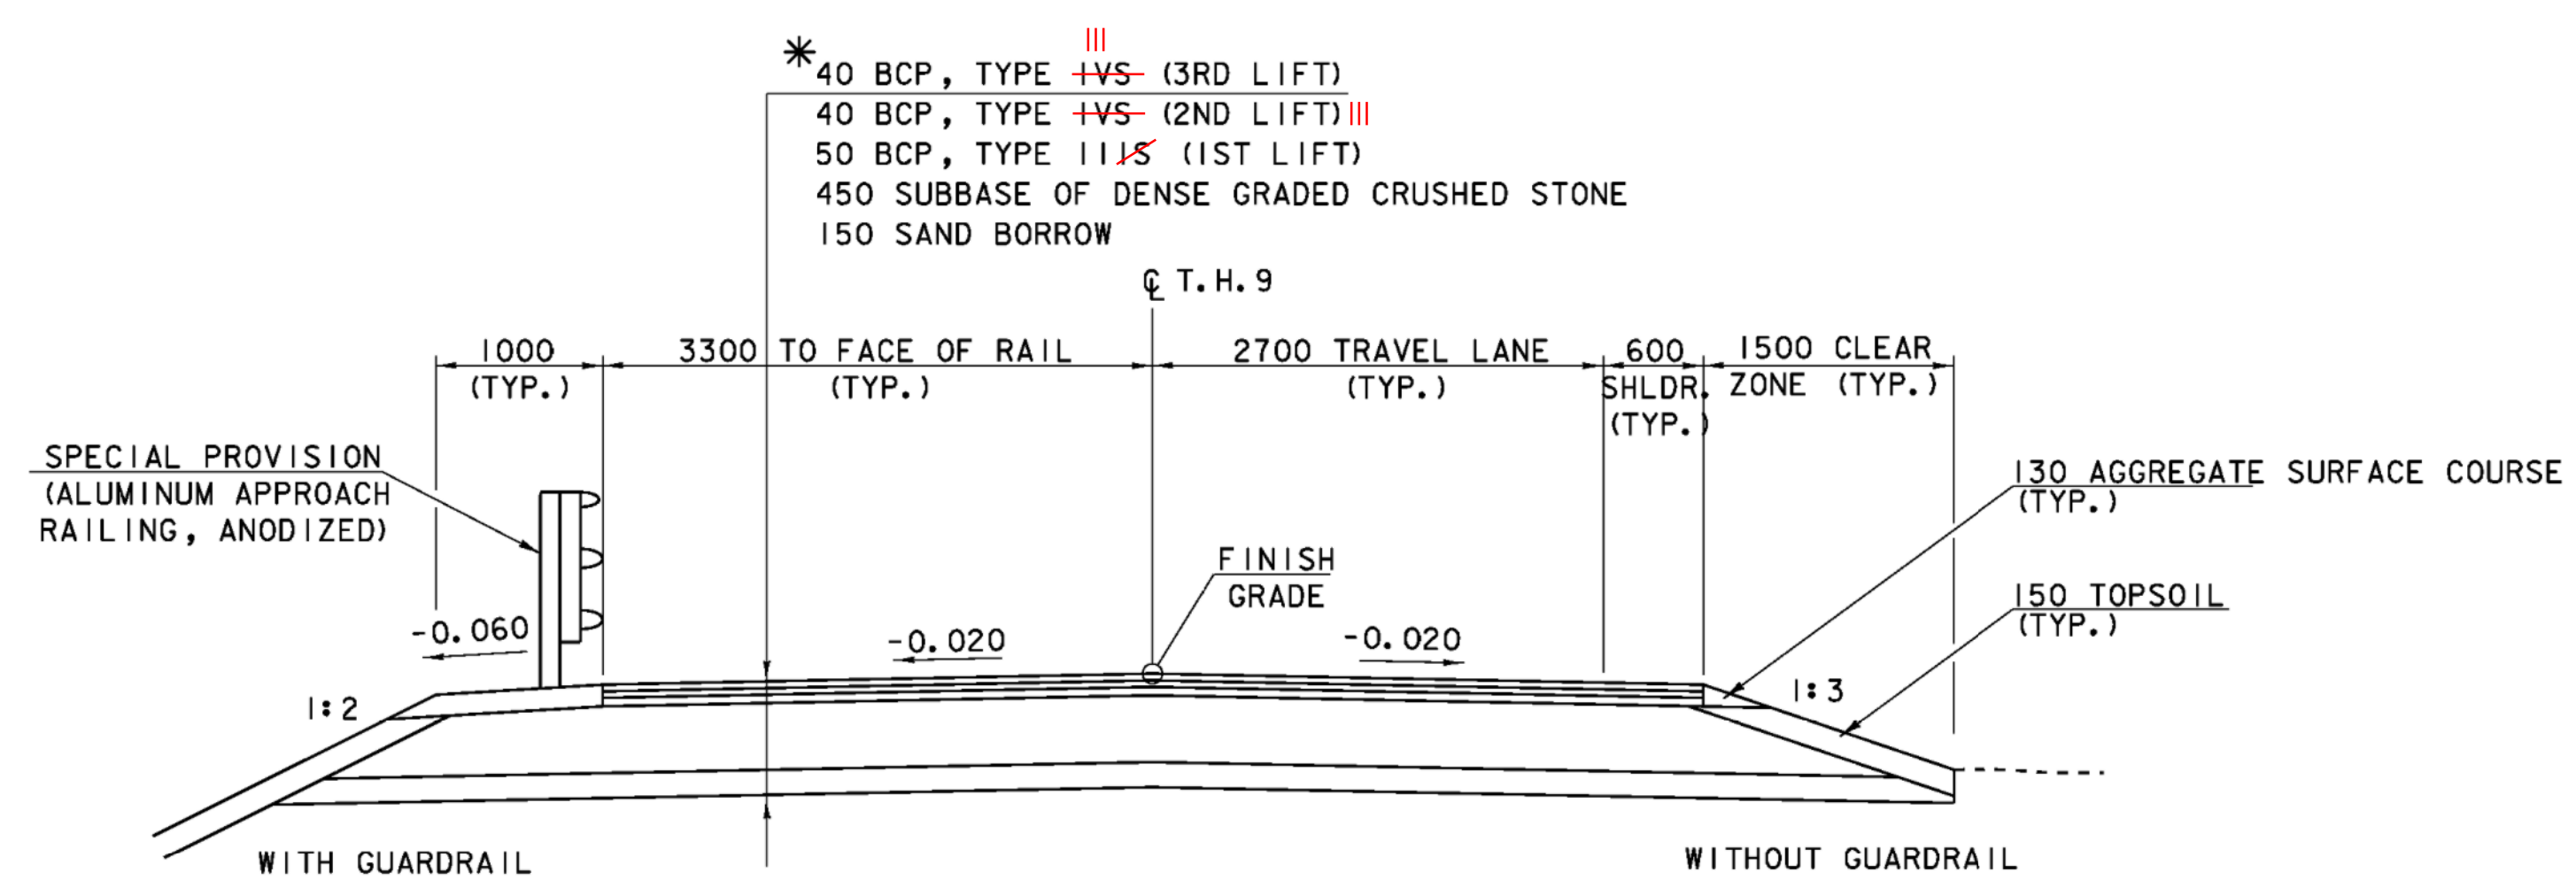 III
*40 BCP, TYPE IVS (3RD LIFT)
40 BCP, TYPE IVS (2ND LIFT) III
50 BCP, TYPE IIIS (1ST LIFT)
450 SUBBASE OF DENSE GRADED CRUSHED STONE
150 SAND BORROW
℄ T.H.9
1000
(TYP.)
3300 TO FACE OF RAIL
(TYP.)
2700 TRAVEL LANE
(TYP.)
600
SHLDR.
(TYP.)
1500 CLEAR
ZONE (TYP.)
SPECIAL PROVISION
(ALUMINUM APPROACH
RAILING, ANODIZED)
130 AGGREGATE SURFACE COURSE
(TYP.)
FINISH
GRADE
150 TOPSOIL
(TYP.)
-0.060
-0.020
-0.020
1:2
1:3
WITH GUARDRAIL
WITHOUT GUARDRAIL